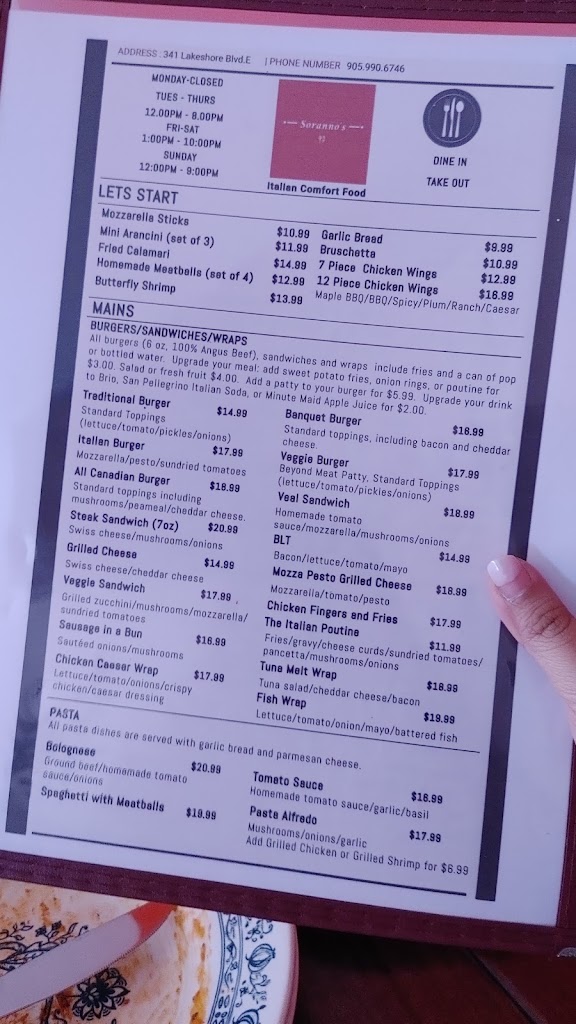 ADDRESS : 341 Lakeshore Blvd.E | PHONE NUMBER 905.990.6746
MONDAY-CLOSED
TUES - THURS
12.00PM - 8.00PM
FRI-SAT
1:00PM - 10:00PM
SUNDAY
12:00PM - 9:00PM
Soranno's
Italian Comfort Food
DINE IN
TAKE OUT
LETS START
Mozzarella Sticks $10.99
Mini Arancini (set of 3) $11.99
Fried Calamari $14.99
Homemade Meatballs (set of 4) $12.99
Butterfly Shrimp $13.99
Garlic Bread $9.99
Bruschetta $10.99
7 Piece Chicken Wings $12.99
12 Piece Chicken Wings $16.99
Maple BBQ/BBQ/Spicy/Plum/Ranch/Caesar
MAINS
BURGERS/SANDWICHES/WRAPS
All burgers (6 oz, 100% Angus Beef), sandwiches and wraps include fries and a can of pop
or bottled water. Upgrade your meal: add sweet potato fries, onion rings, or poutine for
$3.00. Salad or fresh fruit $4.00. Add a patty to your burger for $5.99. Upgrade your drink
to Brio, San Pellegrino Italian Soda, or Minute Maid Apple Juice for $2.00.
Traditional Burger $14.99
Standard Toppings
(lettuce/tomato/pickles/onions)
Italian Burger $17.99
Mozzarella/pesto/sundried tomatoes
All Canadian Burger $18.99
Standard toppings including
mushrooms/peameal/cheddar cheese.
Steak Sandwich (7oz) $20.99
Swiss cheese/mushrooms/onions
Grilled Cheese $14.99
Swiss cheese/cheddar cheese
Veggie Sandwich $17.99
Grilled zucchini/mushrooms/mozzarella/
sundried tomatoes
Sausage in a Bun $16.99
Sautéed onions/mushrooms
Chicken Caesar Wrap $17.99
Lettuce/tomato/onions/crispy
chicken/caesar dressing
Banquet Burger $16.99
Standard toppings, including bacon and cheddar
cheese.
Veggie Burger $17.99
Beyond Meat Patty, Standard Toppings
(lettuce/tomato/pickles/onions)
Veal Sandwich $18.99
Homemade tomato
sauce/mozzarella/mushrooms/onions
BLT $14.99
Bacon/lettuce/tomato/mayo
Mozza Pesto Grilled Cheese $18.99
Mozzarella/tomato/pesto
Chicken Fingers and Fries $17.99
The Italian Poutine $11.99
Fries/gravy/cheese curds/sundried tomatoes/
pancetta/mushrooms/onions
Tuna Melt Wrap $18.99
Tuna salad/cheddar cheese/bacon
Fish Wrap $19.99
Lettuce/tomato/onion/mayo/battered fish
PASTA
All pasta dishes are served with garlic bread and parmesan cheese.
Bolognese $20.99
Ground beef/homemade tomato
sauce/onions
Spaghetti with Meatballs $19.99
Tomato Sauce $16.99
Homemade tomato sauce/garlic/basil
Pasta Alfredo $17.99
Mushrooms/onions/garlic
Add Grilled Chicken or Grilled Shrimp for $6.99